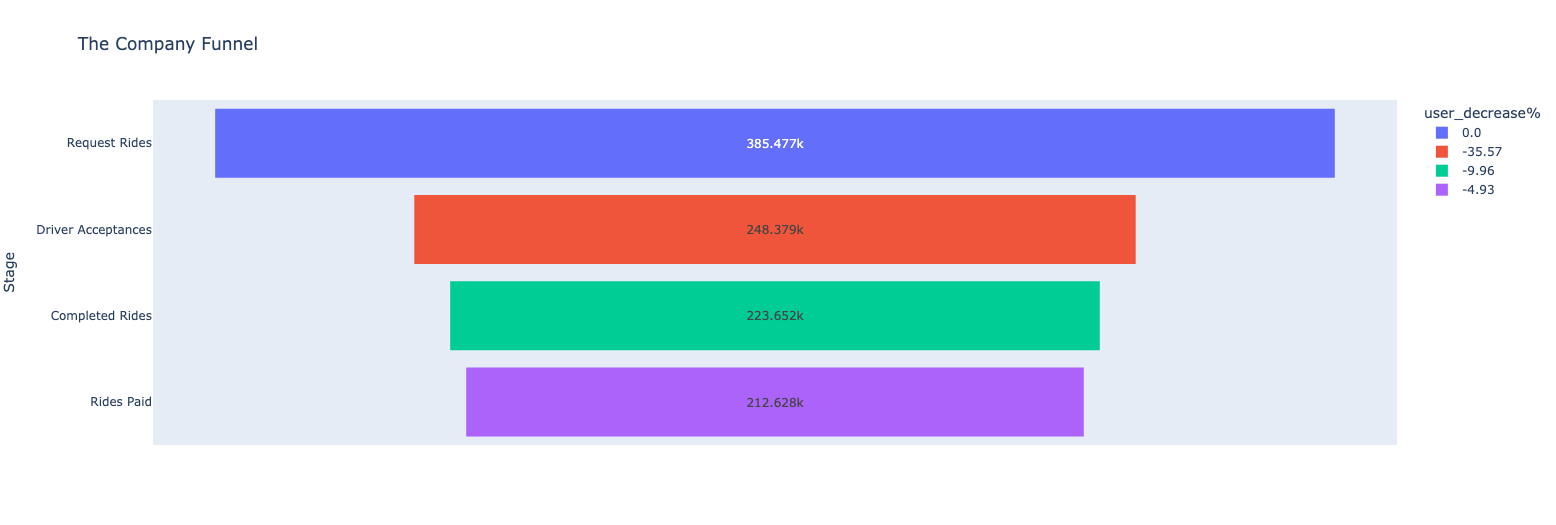 The Company Funnel
user_decrease%
0.0
-35.57
-9.96
-4.93
Stage
Request Rides
385.477k
Driver Acceptances
248.379k
Completed Rides
223.652k
Rides Paid
212.628k